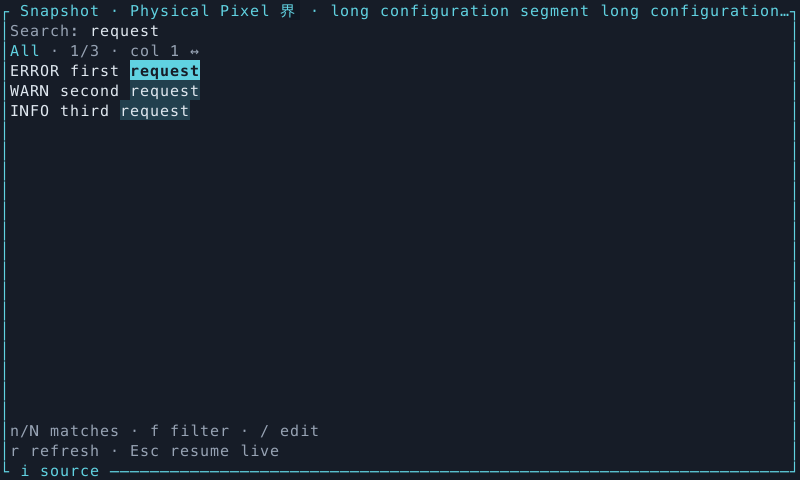 Snapshot · Physical Pixel 界 · long configuration segment long configuration…
Search: request
All · 1/3 · col 1 ↔
ERROR first request
WARN second request
INFO third request
n/N matches · f filter · / edit
r refresh · Esc resume live
i source